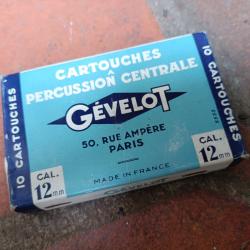 CARTOUCHES
À
PERCUSSION CENTRALE
GÉVELOT
50, RUE AMPÈRE
PARIS
MADE IN FRANCE
CAL.
12mm
CAL.
12mm
10 CARTOUCHES
10 CARTOUCHES